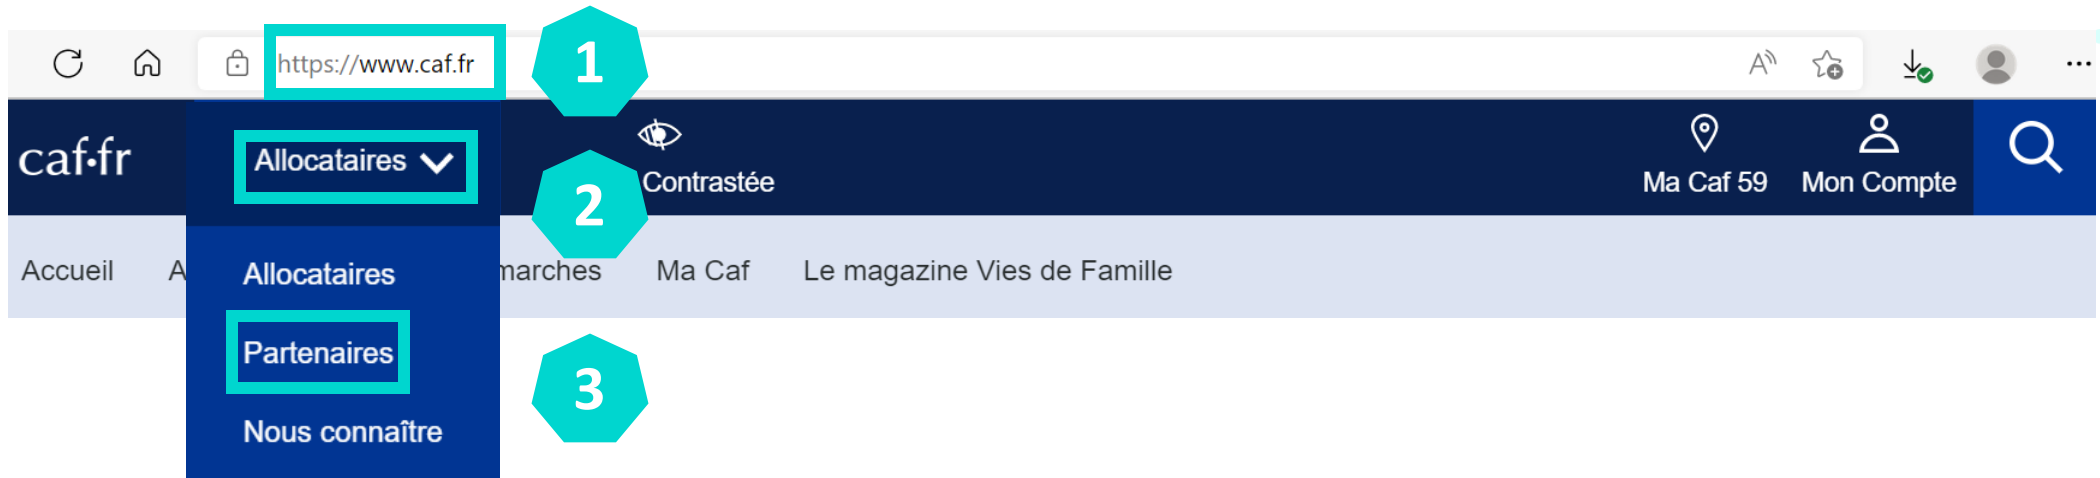 https://www.caf.fr
1
caf.fr
Allocataires
2
Contrastée
Ma Caf 59
Mon Compte
Accueil
A
marches
Ma Caf
Le magazine Vies de Famille
Allocataires
Partenaires
3
Nous connaître